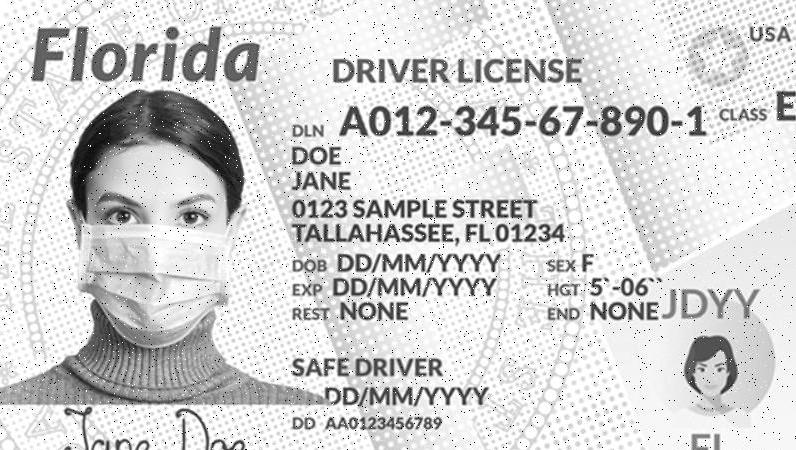 Florida
USA
DRIVER LICENSE
DLN A012-345-67-890-1 CLASS E
DOE
JANE
0123 SAMPLE STREET
TALLAHASSEE, FL 01234
DOB DD/MM/YYYY SEX F
EXP DD/MM/YYYY HGT 5`-06``
REST NONE END NONE
JDYY
SAFE DRIVER
DD/MM/YYYY
DD AA0123456789
Jane Doe
FL